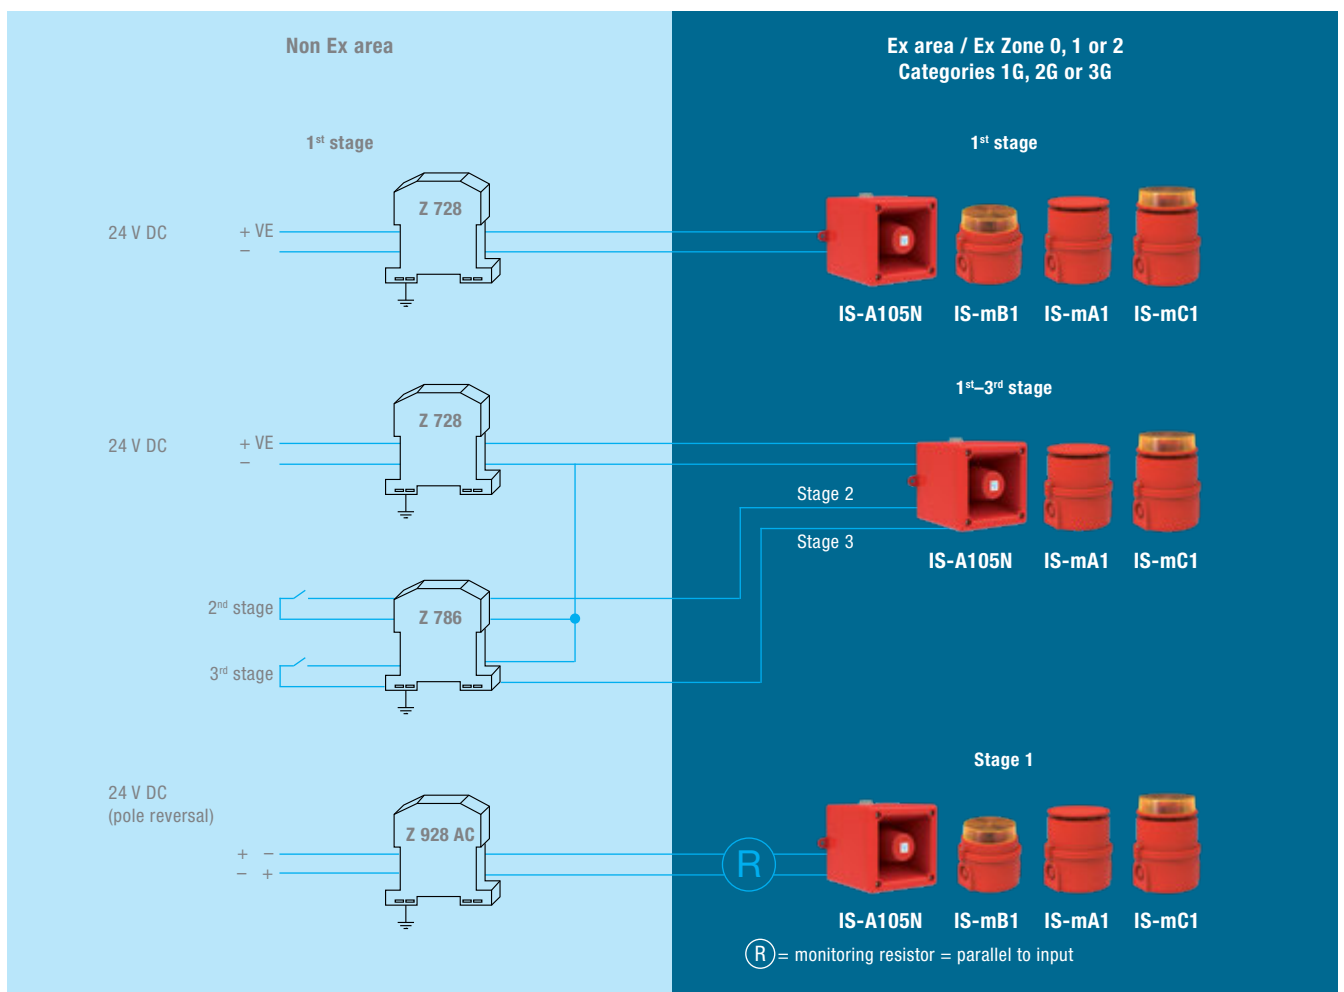 Non Ex area
Ex area / Ex Zone 0, 1 or 2
Categories 1G, 2G or 3G
1st stage
1st stage
Z 728
24 V DC
+ VE
–
IS-A105N
IS-mB1
IS-mA1
IS-mC1
1st–3rd stage
Z 728
24 V DC
+ VE
–
Stage 2
Stage 3
IS-A105N
IS-mA1
IS-mC1
2nd stage
Z 786
3rd stage
Stage 1
24 V DC
(pole reversal)
Z 928 AC
+ –
– +
R
IS-A105N
IS-mB1
IS-mA1
IS-mC1
R = monitoring resistor = parallel to input